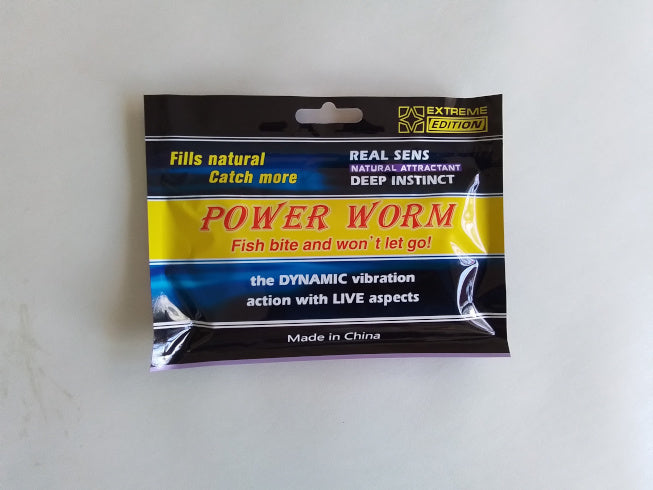 EXTREME
EDITION
Fills natural
Catch more
REAL SENS
NATURAL ATTRACTANT
DEEP INSTINCT
POWER WORM
Fish bite and won't let go!
the DYNAMIC vibration
action with LIVE aspects
Made in China